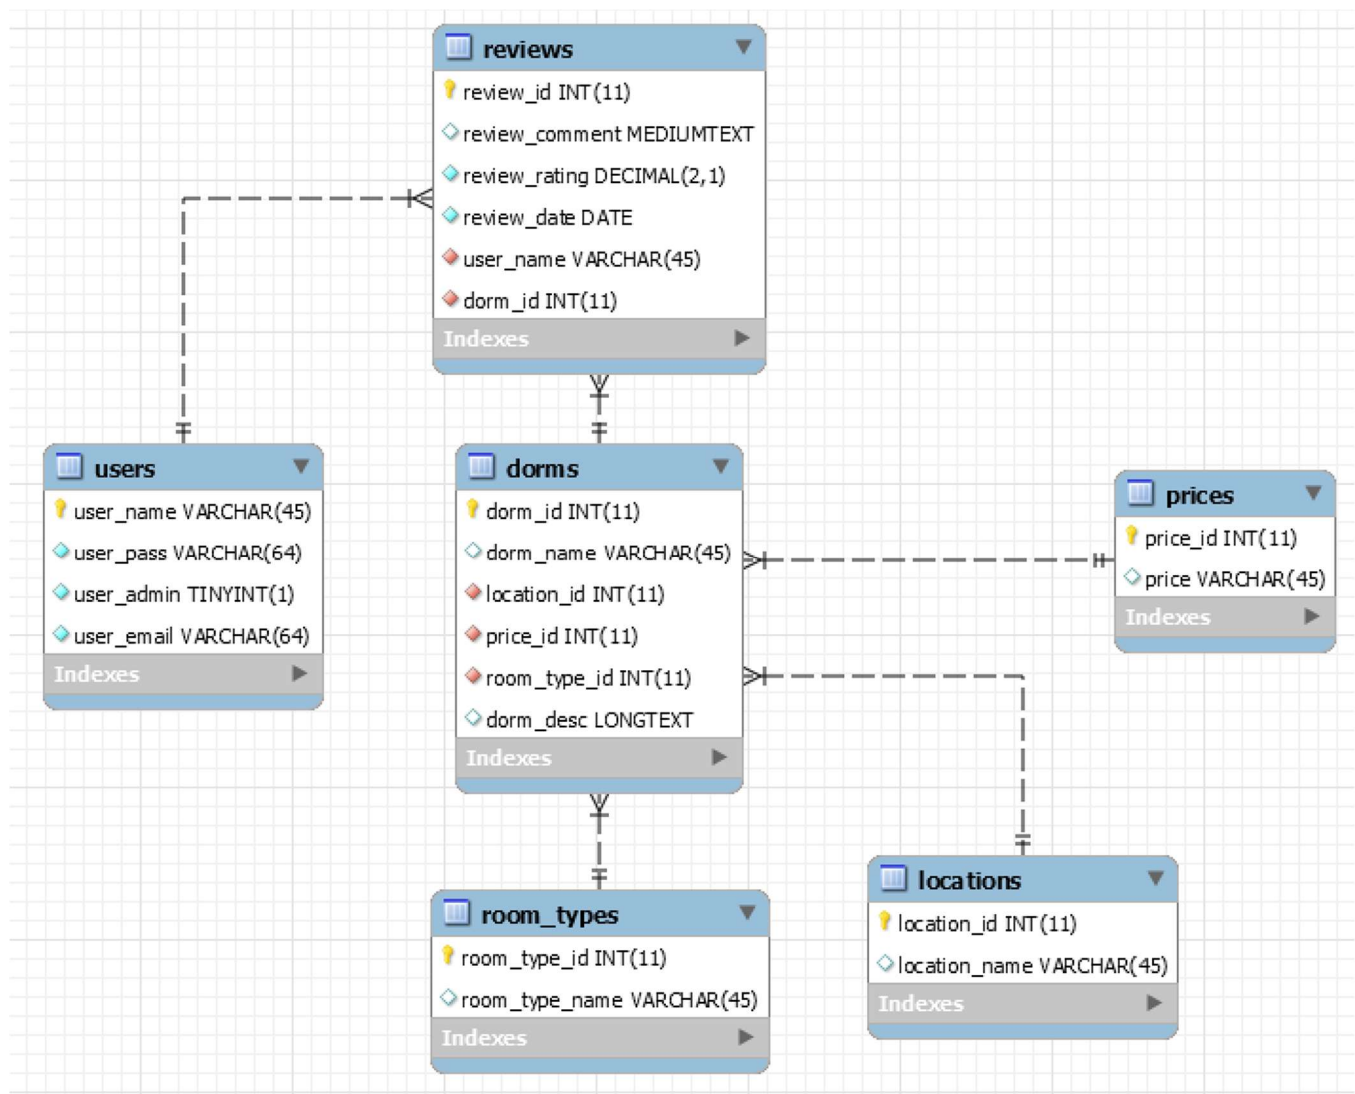 reviews
review_id INT(11)
review_comment MEDIUMTEXT
review_rating DECIMAL(2,1)
review_date DATE
user_name VARCHAR(45)
dorm_id INT(11)
Indexes
users
user_name VARCHAR(45)
user_pass VARCHAR(64)
user_admin TINYINT(1)
user_email VARCHAR(64)
Indexes
dorms
dorm_id INT(11)
dorm_name VARCHAR(45)
location_id INT(11)
price_id INT(11)
room_type_id INT(11)
dorm_desc LONGTEXT
Indexes
prices
price_id INT(11)
price VARCHAR(45)
Indexes
room_types
room_type_id INT(11)
room_type_name VARCHAR(45)
Indexes
locations
location_id INT(11)
location_name VARCHAR(45)
Indexes